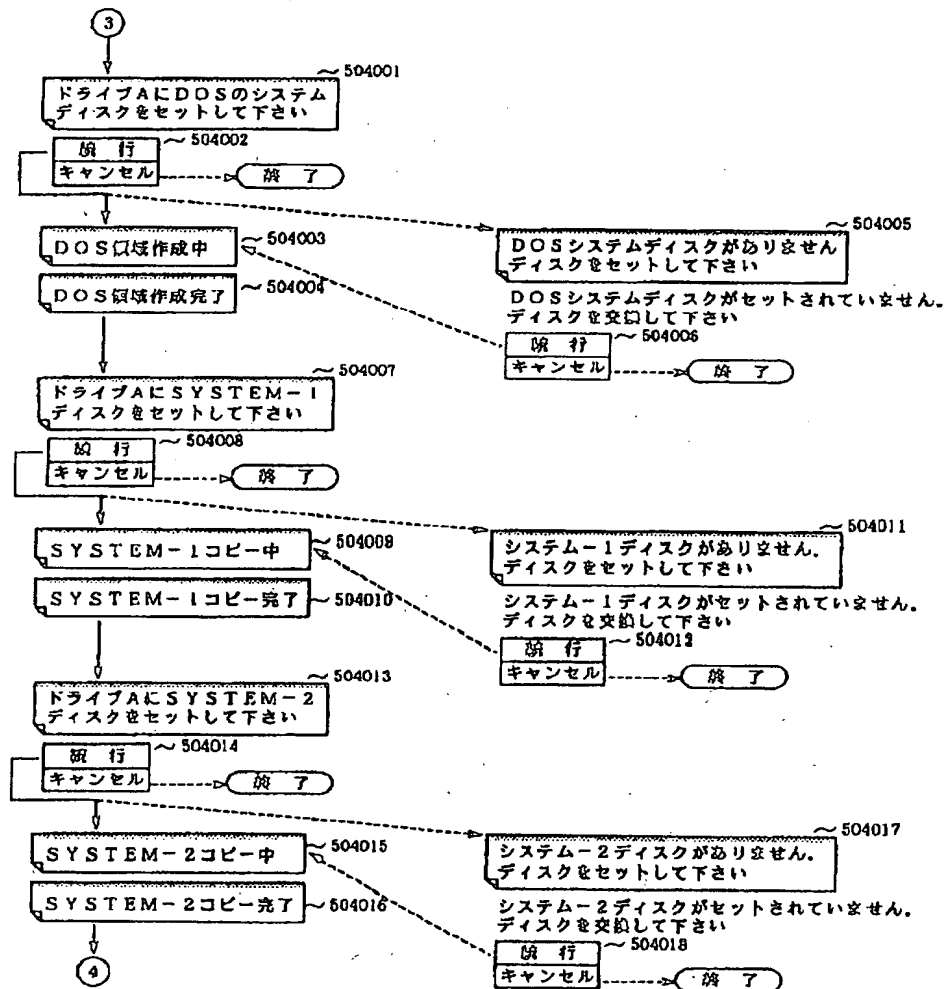 3
504001
ドライブAにDOSのシステム
ディスクをセットして下さい
504002
行
キャンセル
終 了
DOS領域作成中
504003
DOS領域作成完了
504004
504005
DOSシステムディスクがありません
ディスクをセットして下さい
DOSシステムディスクがセットされていません。
ディスクを交換して下さい
504006
行
キャンセル
終 了
504007
ドライブAにSYSTEM-1
ディスクをセットして下さい
504008
行
キャンセル
終 了
SYSTEM-1コピー中
504009
SYSTEM-1コピー完了
504010
504011
システム-1ディスクがありません.
ディスクをセットして下さい
システム-1ディスクがセットされていません.
ディスクを交換して下さい
504012
行
キャンセル
終 了
504013
ドライブAにSYSTEM-2
ディスクをセットして下さい
504014
行
キャンセル
終 了
SYSTEM-2コピー中
504015
SYSTEM-2コピー完了
504016
504017
システム-2ディスクがありません.
ディスクをセットして下さい
システム-2ディスクがセットされていません.
ディスクを交換して下さい
504018
行
キャンセル
終 了
4